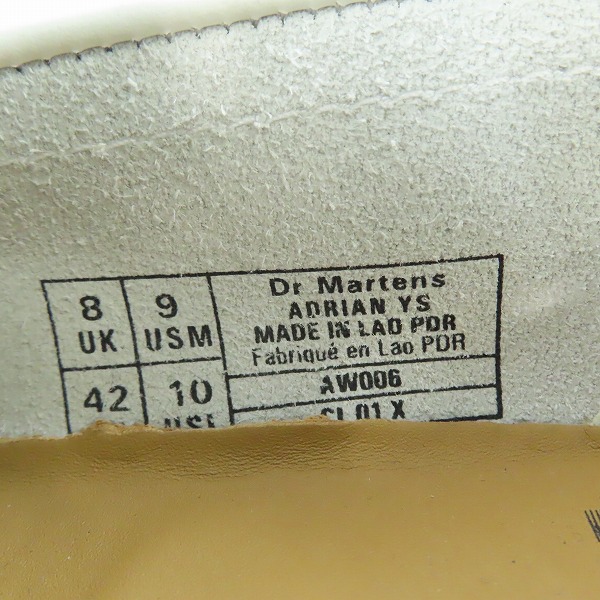 8 UK
9 USM
42
10
Dr Martens
ADRIAN YS
MADE IN LAO PDR
Fabriqué en Lao PDR
AW006
01 X